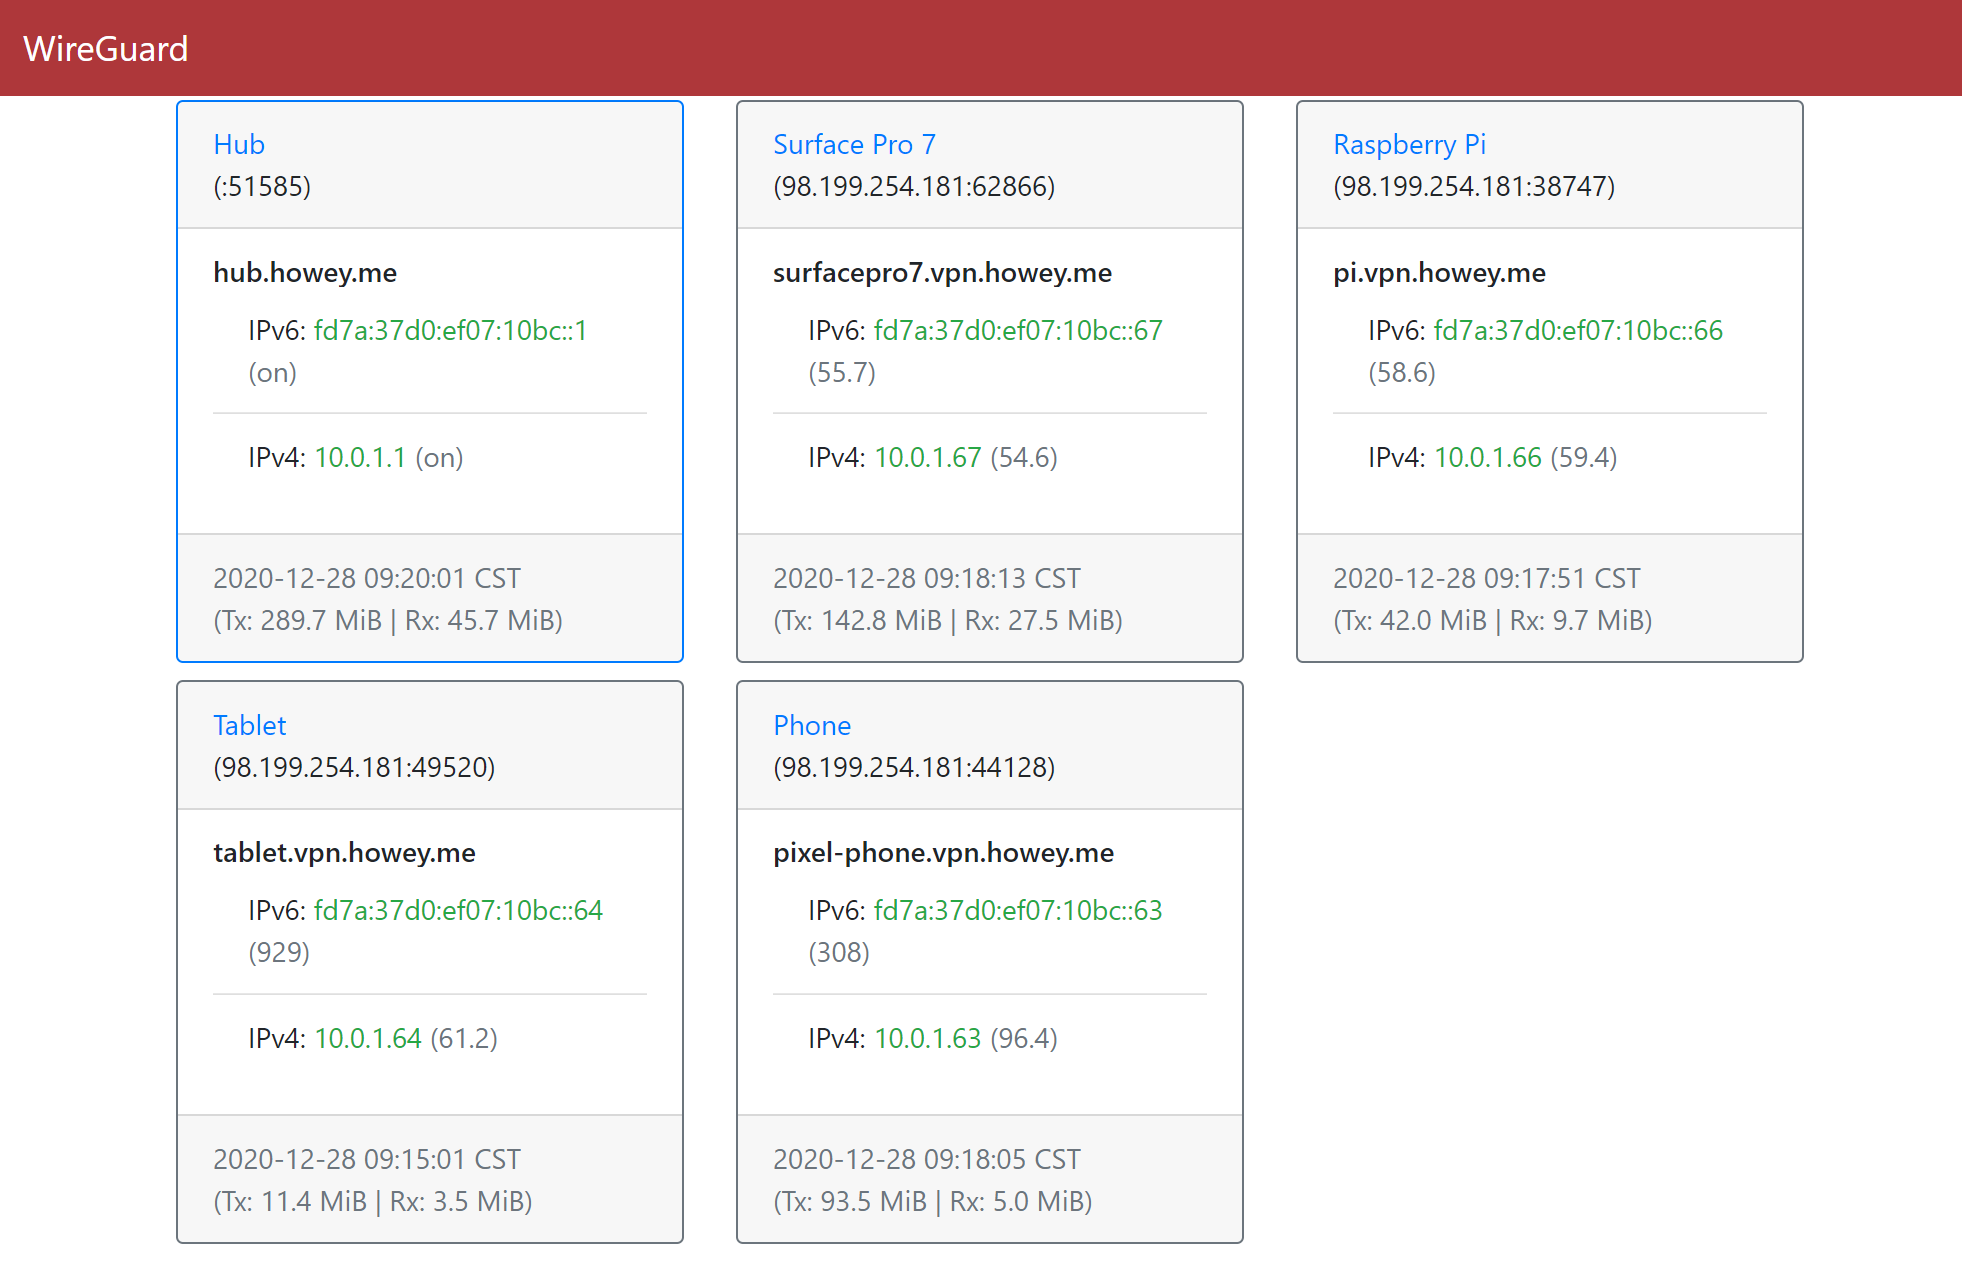 WireGuard
Hub
(:51585)
hub.howey.me
IPv6: fd7a:37d0:ef07:10bc::1
(on)
IPv4: 10.0.1.1 (on)
2020-12-28 09:20:01 CST
(Tx: 289.7 MiB | Rx: 45.7 MiB)
Surface Pro 7
(98.199.254.181:62866)
surfacepro7.vpn.howey.me
IPv6: fd7a:37d0:ef07:10bc::67
(55.7)
IPv4: 10.0.1.67 (54.6)
2020-12-28 09:18:13 CST
(Tx: 142.8 MiB | Rx: 27.5 MiB)
Raspberry Pi
(98.199.254.181:38747)
pi.vpn.howey.me
IPv6: fd7a:37d0:ef07:10bc::66
(58.6)
IPv4: 10.0.1.66 (59.4)
2020-12-28 09:17:51 CST
(Tx: 42.0 MiB | Rx: 9.7 MiB)
Tablet
(98.199.254.181:49520)
tablet.vpn.howey.me
IPv6: fd7a:37d0:ef07:10bc::64
(929)
IPv4: 10.0.1.64 (61.2)
2020-12-28 09:15:01 CST
(Tx: 11.4 MiB | Rx: 3.5 MiB)
Phone
(98.199.254.181:44128)
pixel-phone.vpn.howey.me
IPv6: fd7a:37d0:ef07:10bc::63
(308)
IPv4: 10.0.1.63 (96.4)
2020-12-28 09:18:05 CST
(Tx: 93.5 MiB | Rx: 5.0 MiB)